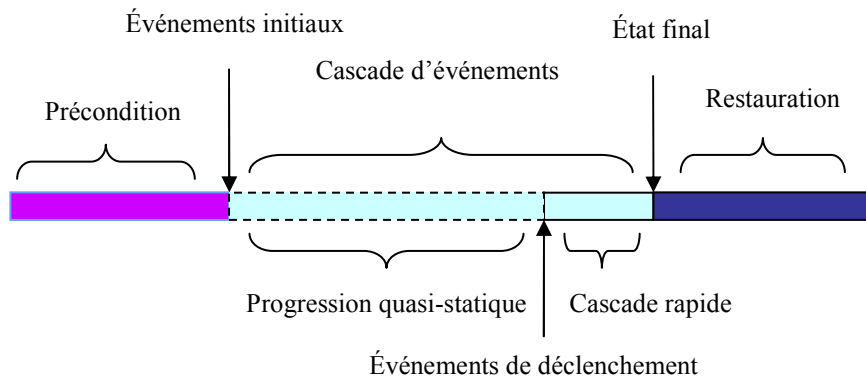 Événements initiaux
État final
Cascade d’événements
Restauration
Précondition
Progression quasi-statique
Cascade rapide
Événements de déclenchement